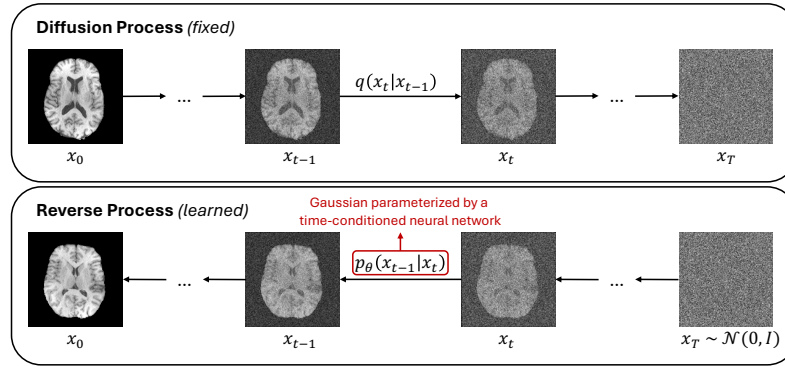 Diffusion Process (fixed)
q(x_t|x_{t-1})
...
...
x_0
x_{t-1}
x_t
x_T
Reverse Process (learned)
Gaussian parameterized by a
time-conditioned neural network
p_θ(x_{t-1}|x_t)
...
...
x_0
x_{t-1}
x_t
x_T ~ 𝒩(0, I)